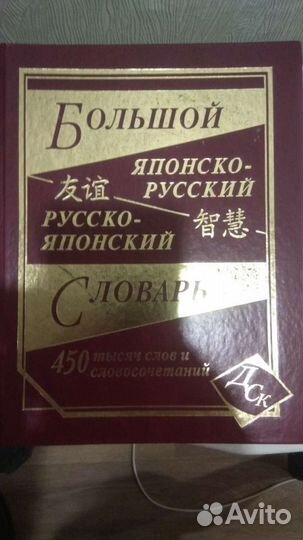 Большой
ЯПОНСКО-
友谊 РУССКИЙ
РУССКО-
ЯПОНСКИЙ 智慧
Словарь
450 тысяч слов и
словосочетаний
ДСК
Avito